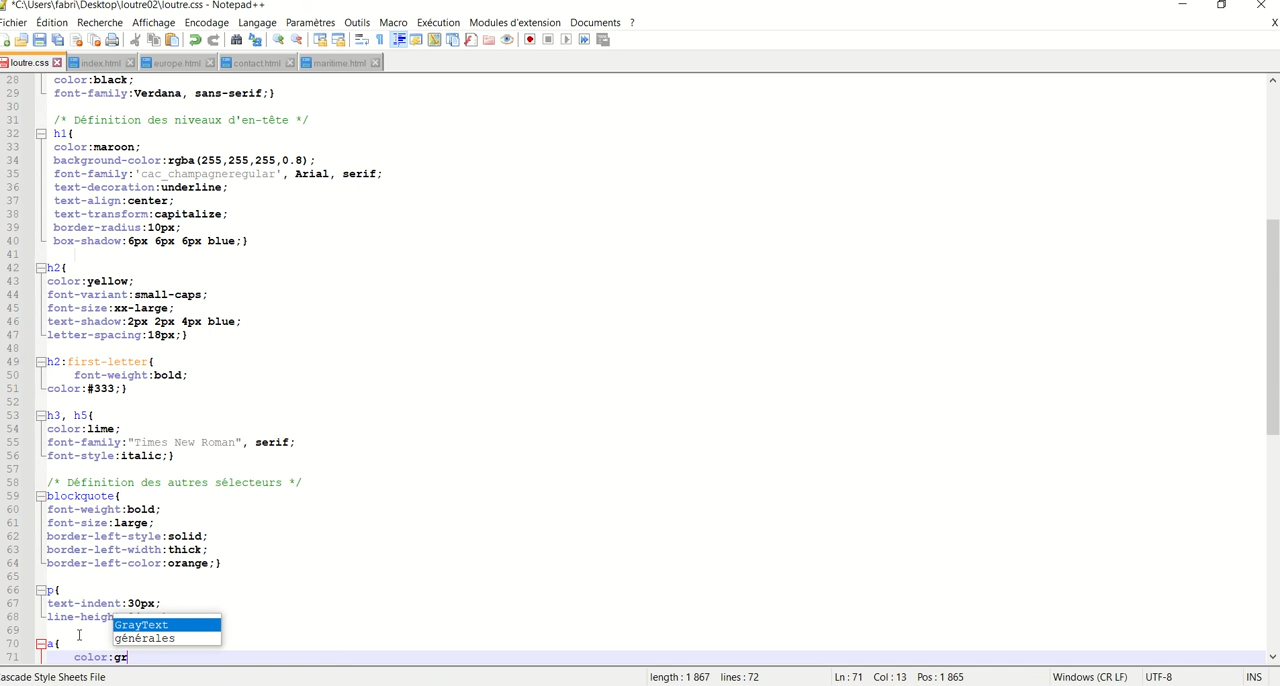 *C:\Users\fabri\Desktop\loutre02\loutre.css - Notepad++
ichier Édition Recherche Affichage Encodage Langage Paramètres Outils Macro Exécution Modules d'extension Documents ? X
loutre.css index.html europe.html contact.html maritime.html
28 color:black;
29 font-family:Verdana, sans-serif;}
30
31 /* Définition des niveaux d'en-tête */
32 h1{
33 color:maroon;
34 background-color:rgba(255,255,255,0.8);
35 font-family:'cac_champagneregular', Arial, serif;
36 text-decoration:underline;
37 text-align:center;
38 text-transform:capitalize;
39 border-radius:10px;
40 box-shadow:6px 6px 6px blue;}
41
42 h2{
43 color:yellow;
44 font-variant:small-caps;
45 font-size:xx-large;
46 text-shadow:2px 2px 4px blue;
47 letter-spacing:18px;}
48
49 h2:first-letter{
50 font-weight:bold;
51 color:#333;}
52
53 h3, h5{
54 color:lime;
55 font-family:"Times New Roman", serif;
56 font-style:italic;}
57
58 /* Définition des autres sélecteurs */
59 blockquote{
60 font-weight:bold;
61 font-size:large;
62 border-left-style:solid;
63 border-left-width:thick;
64 border-left-color:orange;}
65
66 p{
67 text-indent:30px;
68 line-heigh
GrayText
69
générales
70 a{
71 color:gr
ascade Style Sheets File length : 1 867 lines : 72 Ln : 71 Col : 13 Pos : 1 865 Windows (CR LF) UTF-8 INS